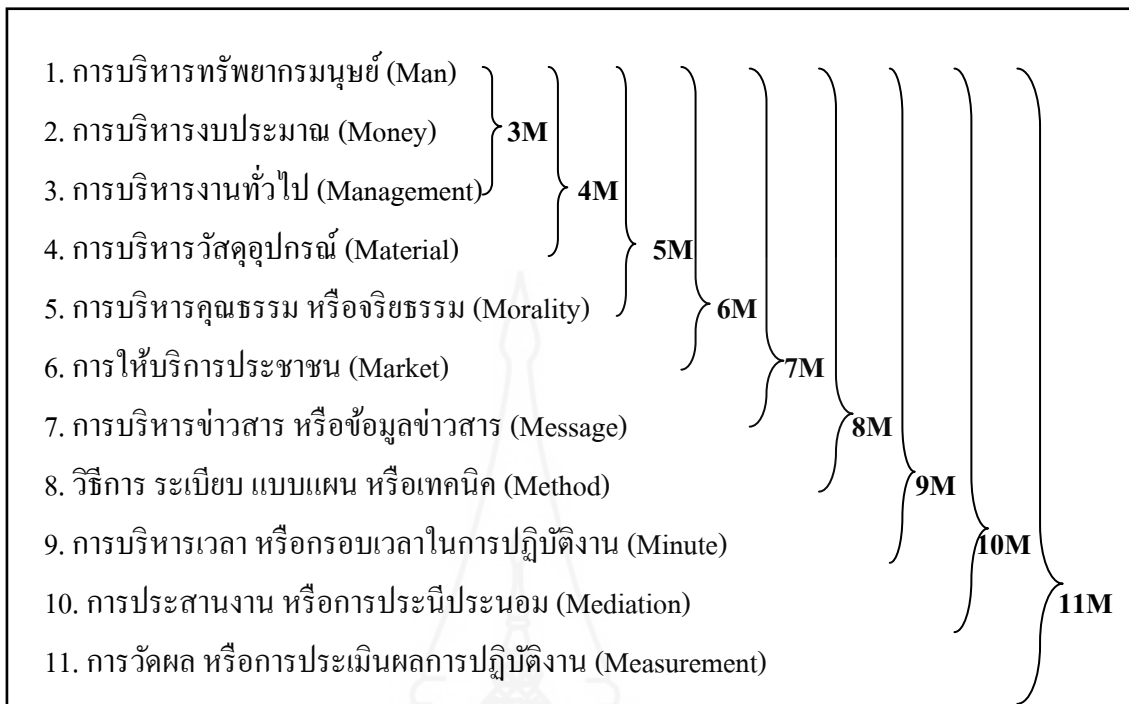 1. การบริหารทรัพยากรมนุษย์ (Man)
2. การบริหารงบประมาณ (Money) 3M
3. การบริหารงานทั่วไป (Management) 4M
4. การบริหารวัสดุอุปกรณ์ (Material) 5M
5. การบริหารคุณธรรม หรือจริยธรรม (Morality) 6M
6. การให้บริการประชาชน (Market) 7M
7. การบริหารข่าวสาร หรือข้อมูลข่าวสาร (Message) 8M
8. วิธีการ ระเบียบ แบบแผน หรือเทคนิค (Method) 9M
9. การบริหารเวลา หรือกรอบเวลาในการปฏิบัติงาน (Minute) 10M
10. การประสานงาน หรือการประนีประนอม (Mediation) 11M
11. การวัดผล หรือการประเมินผลการปฏิบัติงาน (Measurement)